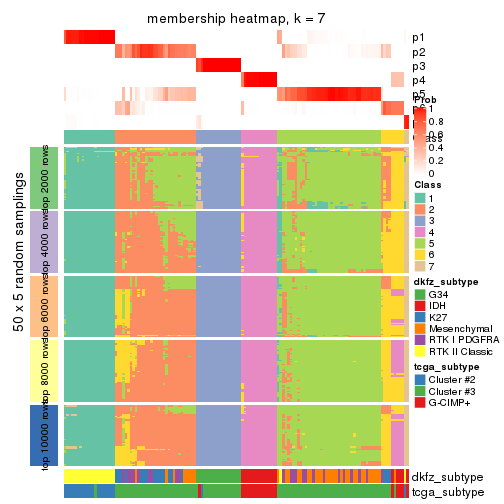 membership heatmap, k = 7
p1
p2
p3
p4
p5
p6
Prob
1
0.8
0.6
0.4
0.2
0
Class
Class
1
2
3
4
5
6
7
dkfz_subtype
G34
IDH
K27
Mesenchymal
RTK I PDGFRA
RTK II Classic
tcga_subtype
Cluster #2
Cluster #3
G-CIMP+
50 x 5 random samplings
top 2000 rows
top 4000 rows
top 6000 rows
top 8000 rows
top 10000 rows
dkfz_subtype
tcga_subtype